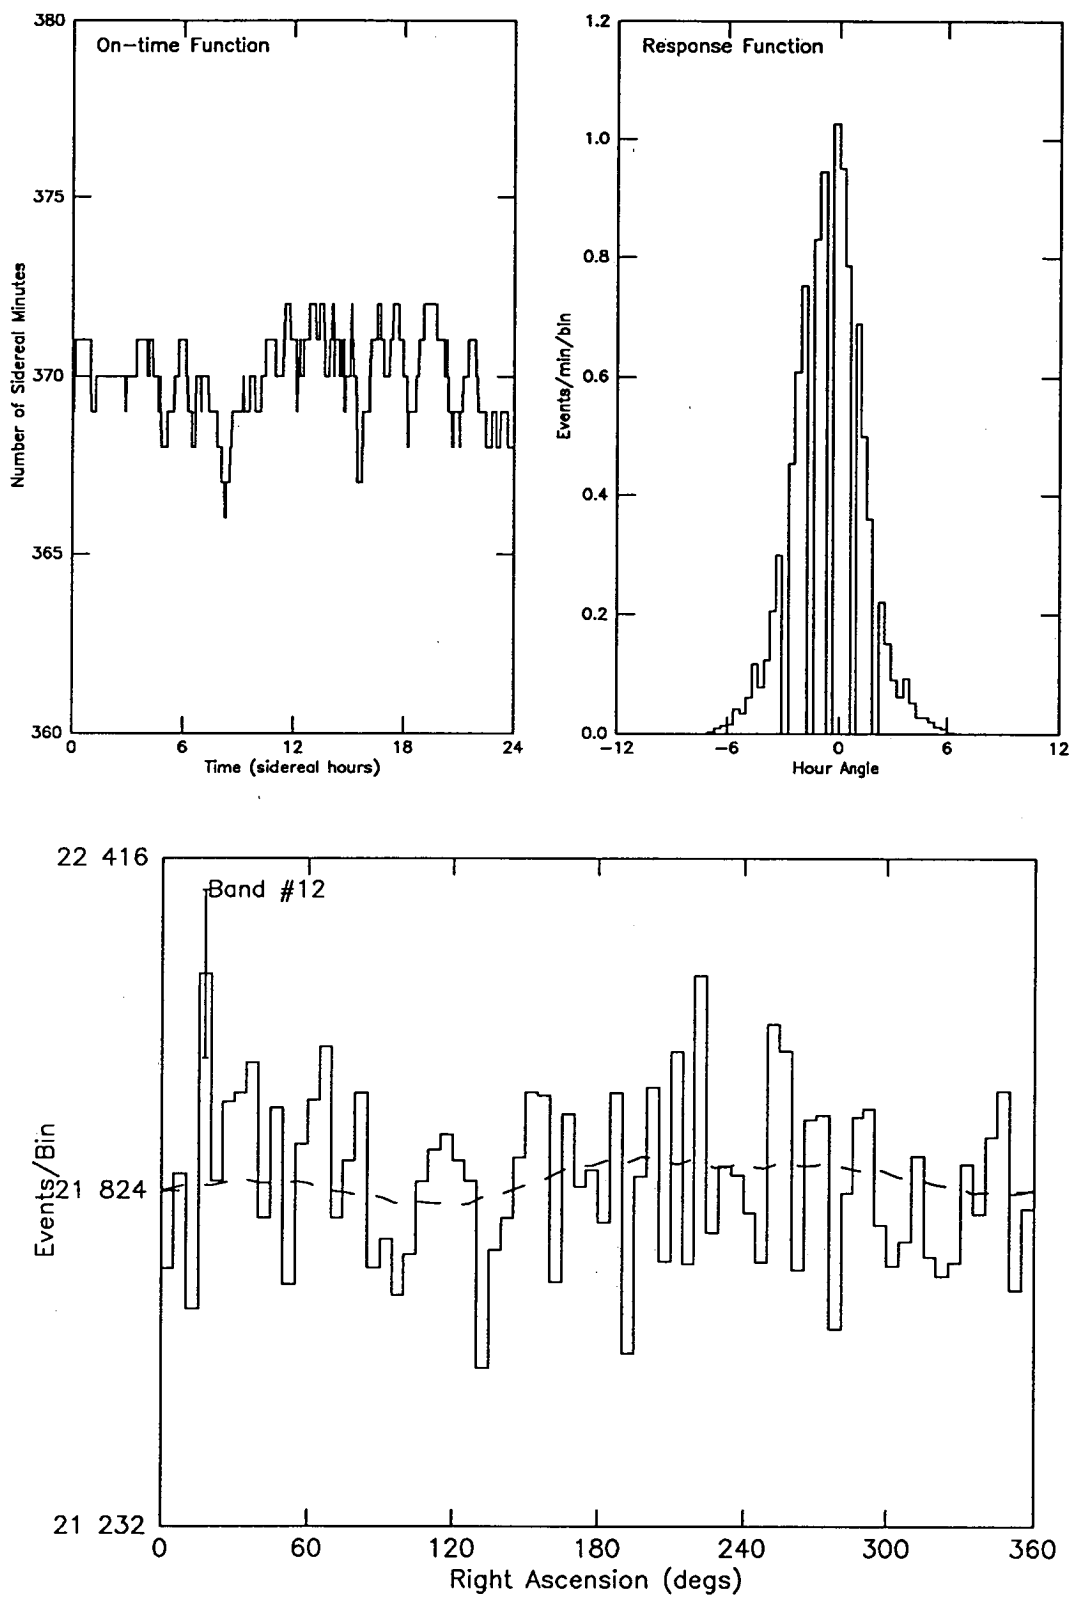 380
375
370
365
360
Number of Sidereal Minutes
On-time Function
0 6 12 18 24
Time (sidereal hours)
1.2
1.0
0.8
0.6
0.4
0.2
0.0
Events/min/bin
Response Function
-12 -6 0 6 12
Hour Angle
22 416
21 824
21 232
Events/Bin
Band #12
0 60 120 180 240 300 360
Right Ascension (degs)